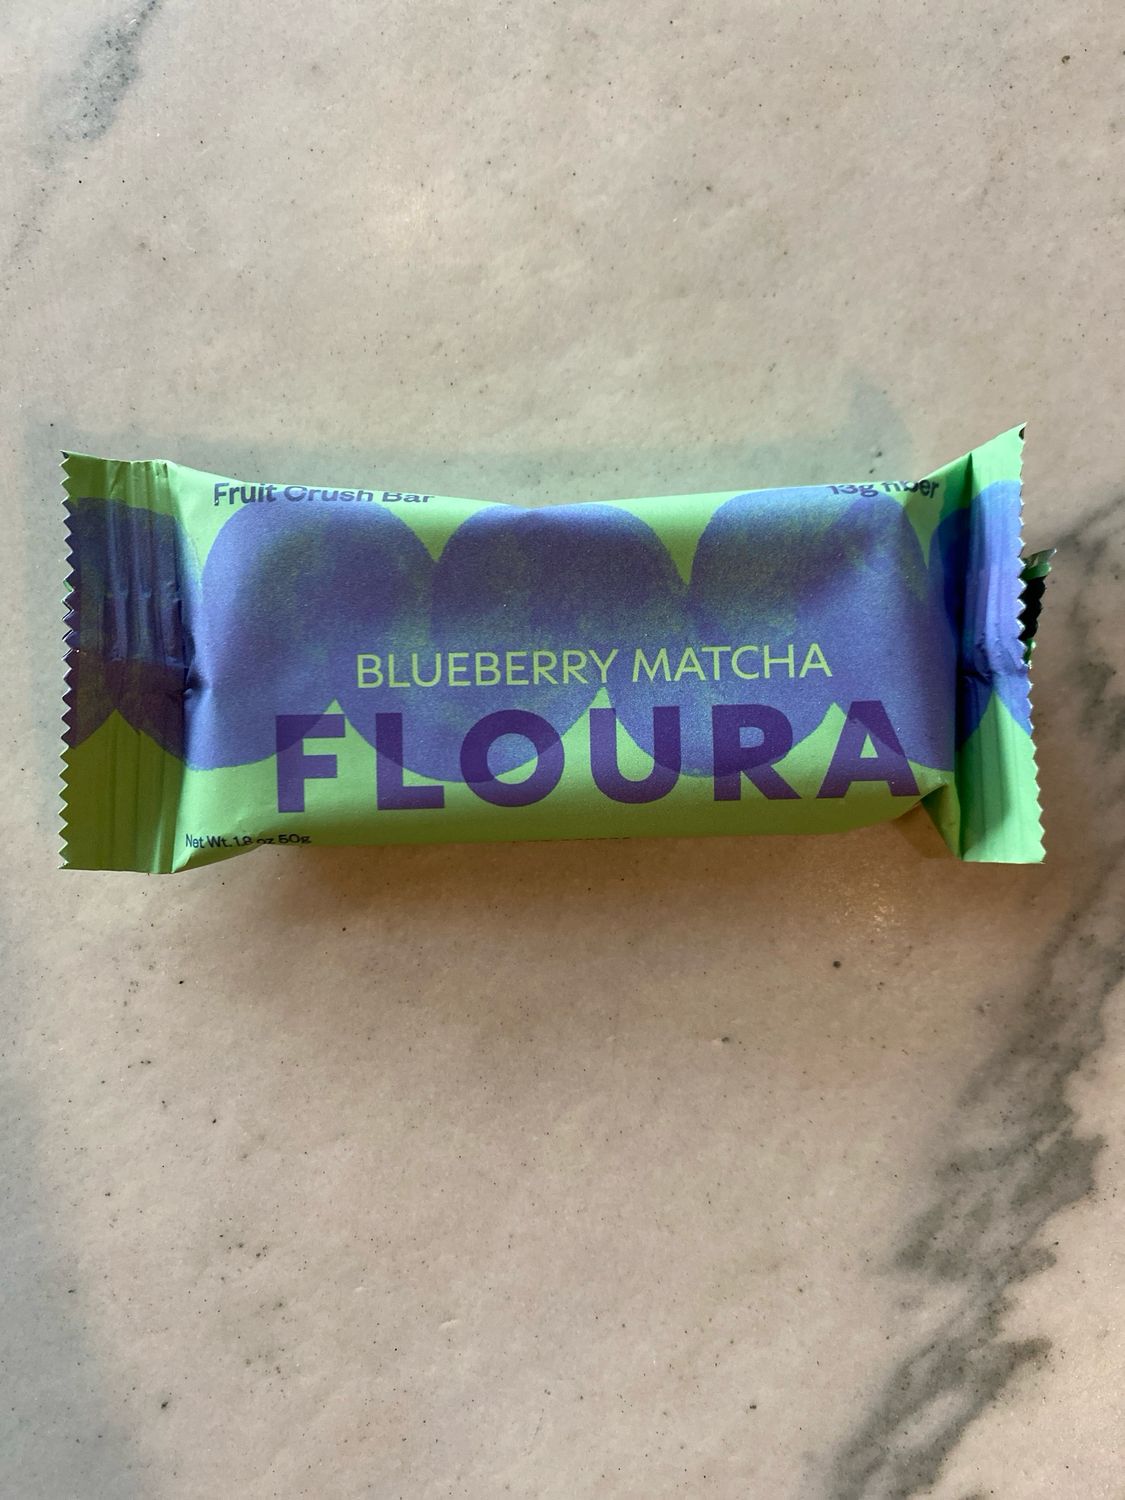 Fruit Crush Bar
13g fiber
BLUEBERRY MATCHA
FLOURA
Net Wt. 1.8 oz 50g